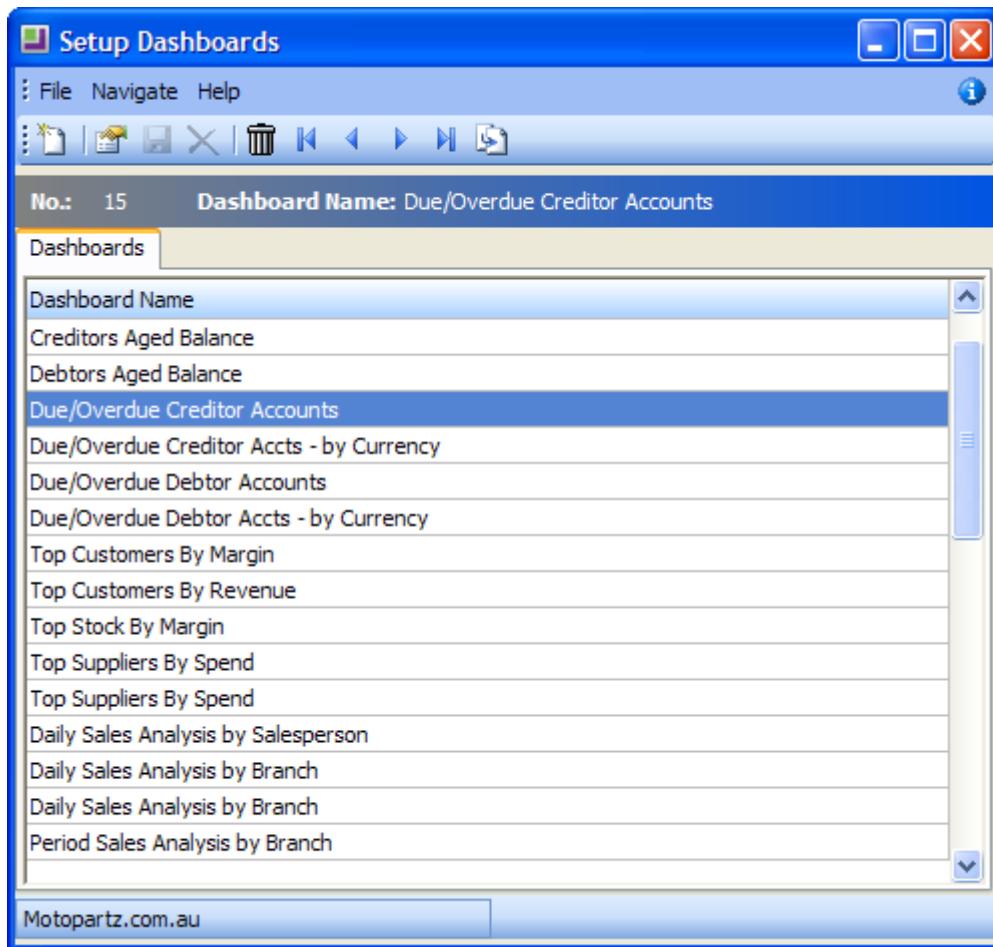 Setup Dashboards
File Navigate Help
No.: 15 Dashboard Name: Due/Overdue Creditor Accounts
Dashboards
Dashboard Name
Creditors Aged Balance
Debtors Aged Balance
Due/Overdue Creditor Accounts
Due/Overdue Creditor Accts - by Currency
Due/Overdue Debtor Accounts
Due/Overdue Debtor Accts - by Currency
Top Customers By Margin
Top Customers By Revenue
Top Stock By Margin
Top Suppliers By Spend
Top Suppliers By Spend
Daily Sales Analysis by Salesperson
Daily Sales Analysis by Branch
Daily Sales Analysis by Branch
Period Sales Analysis by Branch
Motopartz.com.au